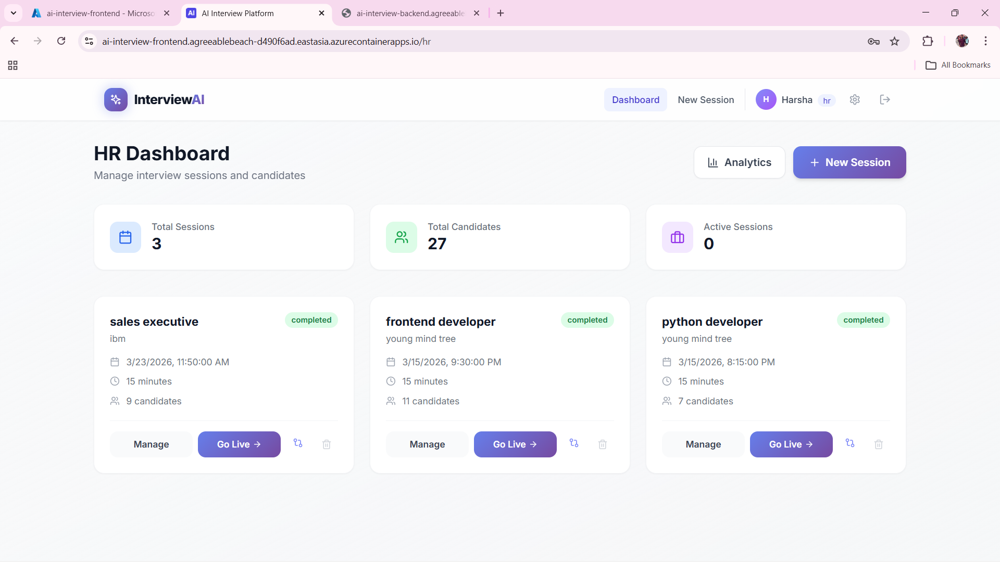 ai-interview-frontend - Microso
AI Interview Platform
ai-interview-backend.agreeable
ai-interview-frontend.agreeablebeach-d490f6ad.eastasia.azurecontainerapps.io/hr
All Bookmarks
InterviewAI
Dashboard
New Session
H
Harsha
hr
HR Dashboard
Manage interview sessions and candidates
Analytics
+ New Session
Total Sessions
3
Total Candidates
27
Active Sessions
0
sales executive
completed
ibm
3/23/2026, 11:50:00 AM
15 minutes
9 candidates
Manage
Go Live →
frontend developer
completed
young mind tree
3/15/2026, 9:30:00 PM
15 minutes
11 candidates
Manage
Go Live →
python developer
completed
young mind tree
3/15/2026, 8:15:00 PM
15 minutes
7 candidates
Manage
Go Live →